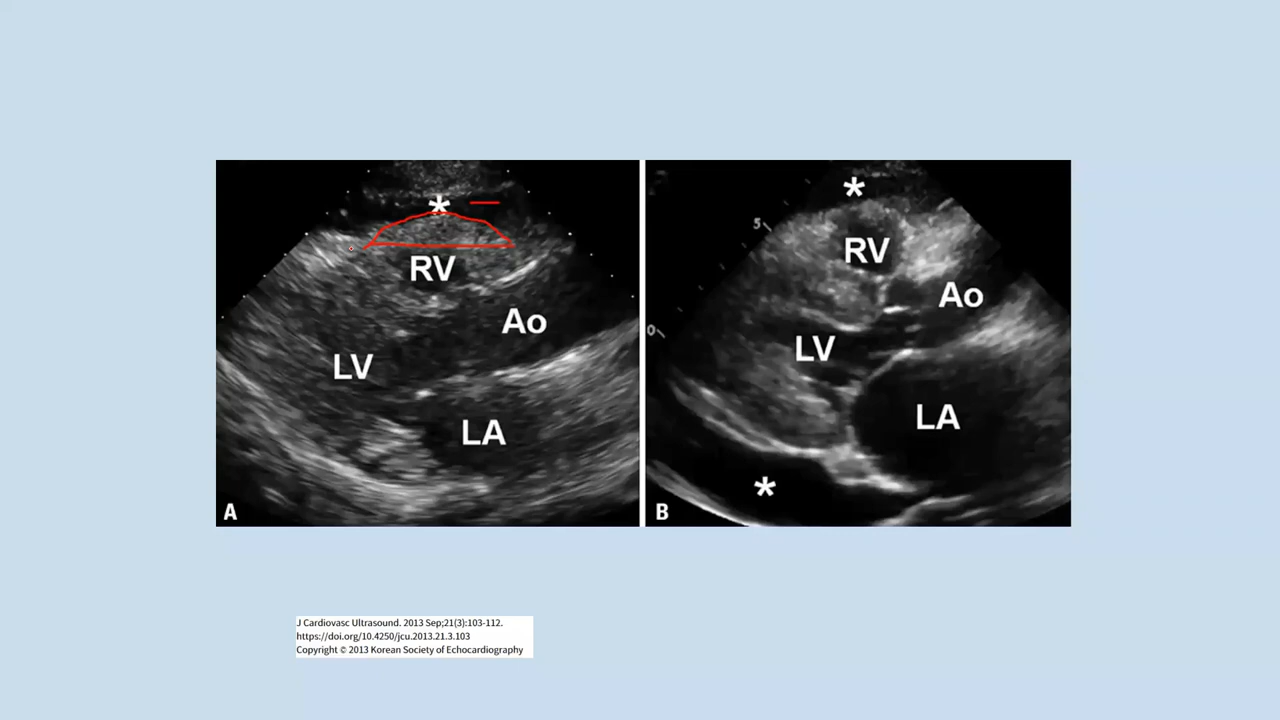 *
RV
Ao
LV
LA
A
*
5
RV
Ao
0
LV
LA
*
B
J Cardiovasc Ultrasound. 2013 Sep;21(3):103-112.
https://doi.org/10.4250/jcu.2013.21.3.103
Copyright © 2013 Korean Society of Echocardiography